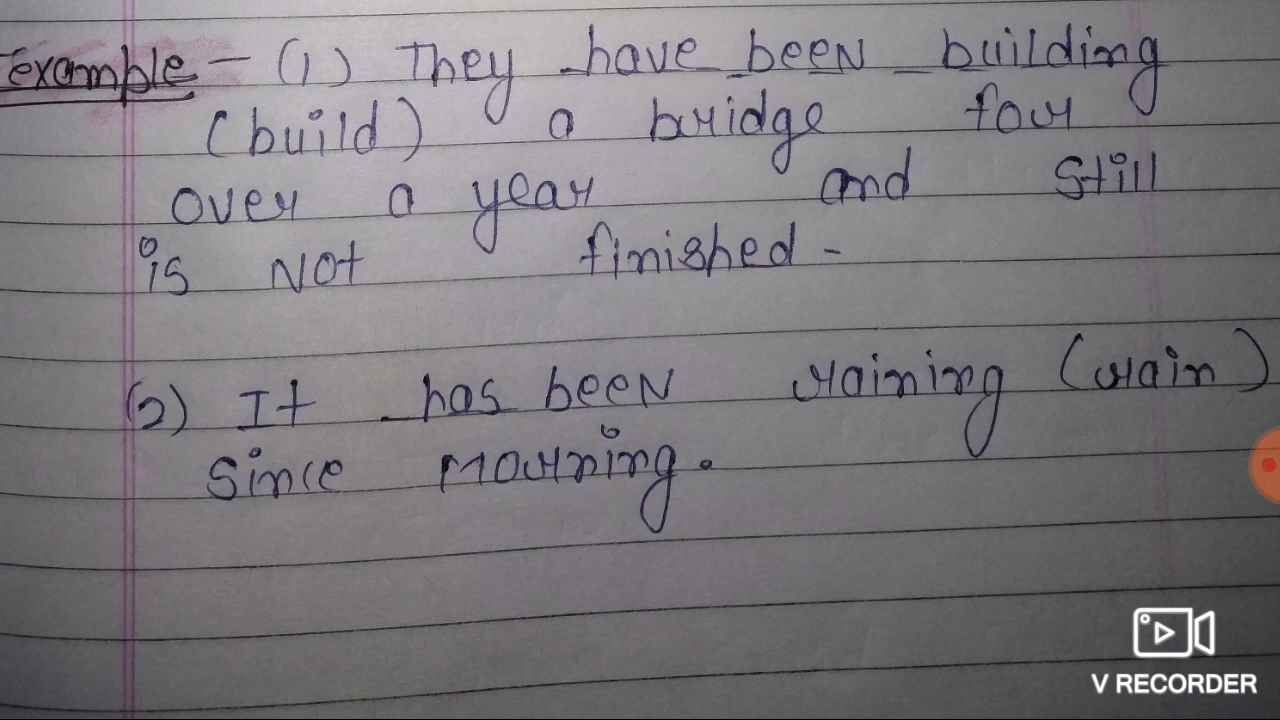 example - (1) They have been building
(build) a bridge for
over a year and still
is Not finished -
(2) It has been raining (rain)
Since Morning.
V RECORDER